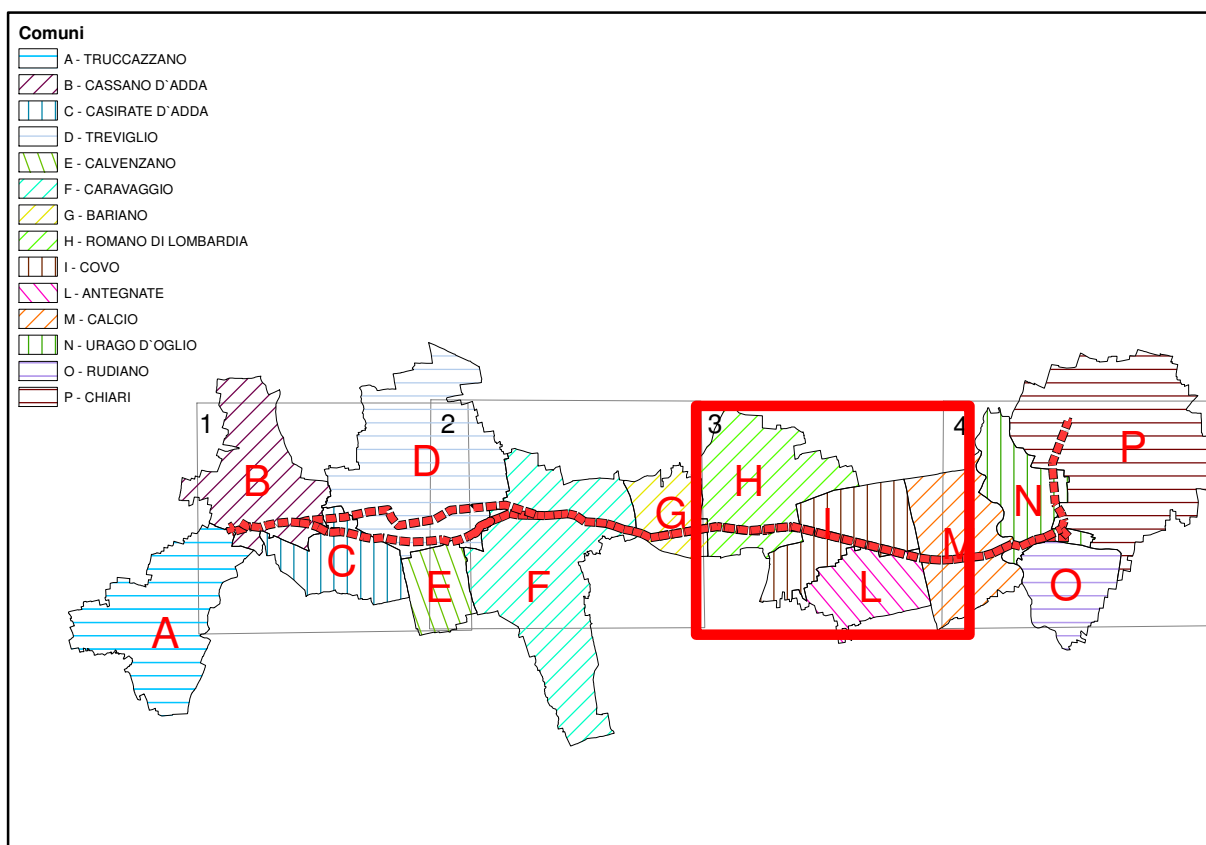 Comuni
A - TRUCCAZZANO
B - CASSANO D`ADDA
C - CASIRATE D`ADDA
D - TREVIGLIO
E - CALVENZANO
F - CARAVAGGIO
G - BARIANO
H - ROMANO DI LOMBARDIA
I - COVO
L - ANTEGNATE
M - CALCIO
N - URAGO D`OGLIO
O - RUDIANO
P - CHIARI
1
2
3
4
A
B
C
D
E
F
G
H
I
L
M
N
O
P